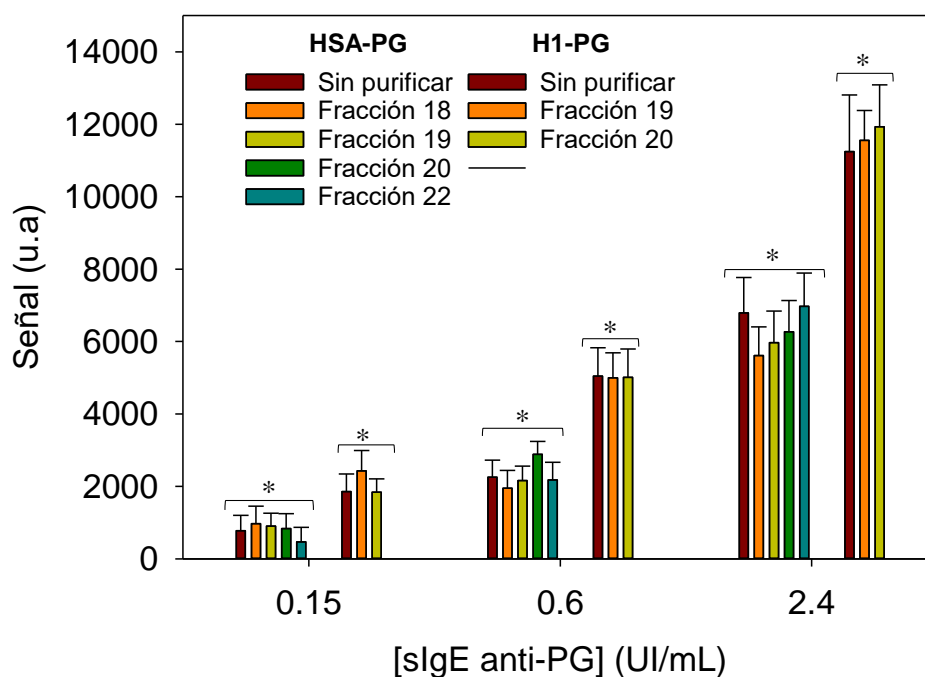 14000
12000
10000
8000
6000
4000
2000
0
Señal (u.a)
HSA-PG
Sin purificar
Fracción 18
Fracción 19
Fracción 20
Fracción 22
H1-PG
Sin purificar
Fracción 19
Fracción 20
*
*
*
*
*
*
0.15 0.6 2.4
[sIgE anti-PG] (UI/mL)